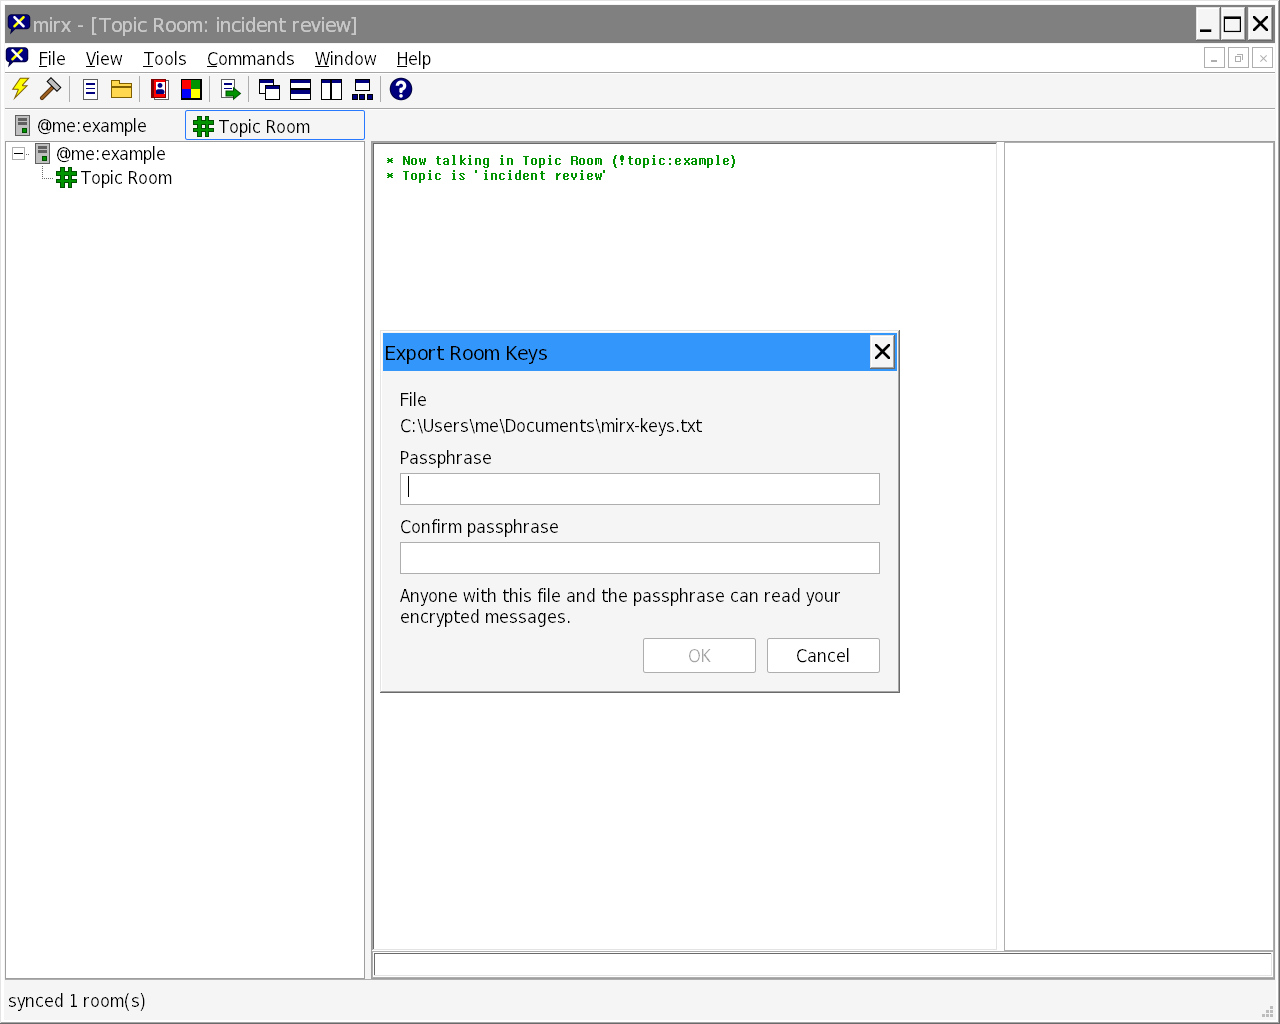 mirx - [Topic Room: incident review]
File View Tools Commands Window Help
@me:example Topic Room
@me:example
Topic Room
* Now talking in Topic Room (!topic:example)
* Topic is 'incident review'
Export Room Keys
File
C:\Users\me\Documents\mirx-keys.txt
Passphrase
Confirm passphrase
Anyone with this file and the passphrase can read your
encrypted messages.
OK Cancel
synced 1 room(s)